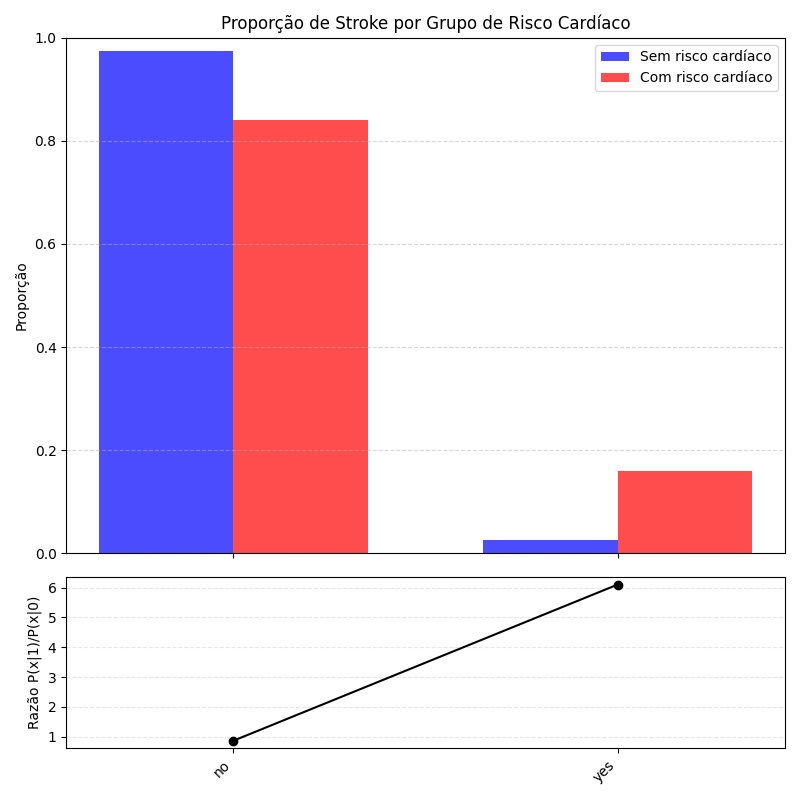 Proporção de Stroke por Grupo de Risco Cardíaco
Sem risco cardíaco
Com risco cardíaco
Proporção
1.0
0.8
0.6
0.4
0.2
0.0
Razão P(x|1)/P(x|0)
6
5
4
3
2
1
no
yes